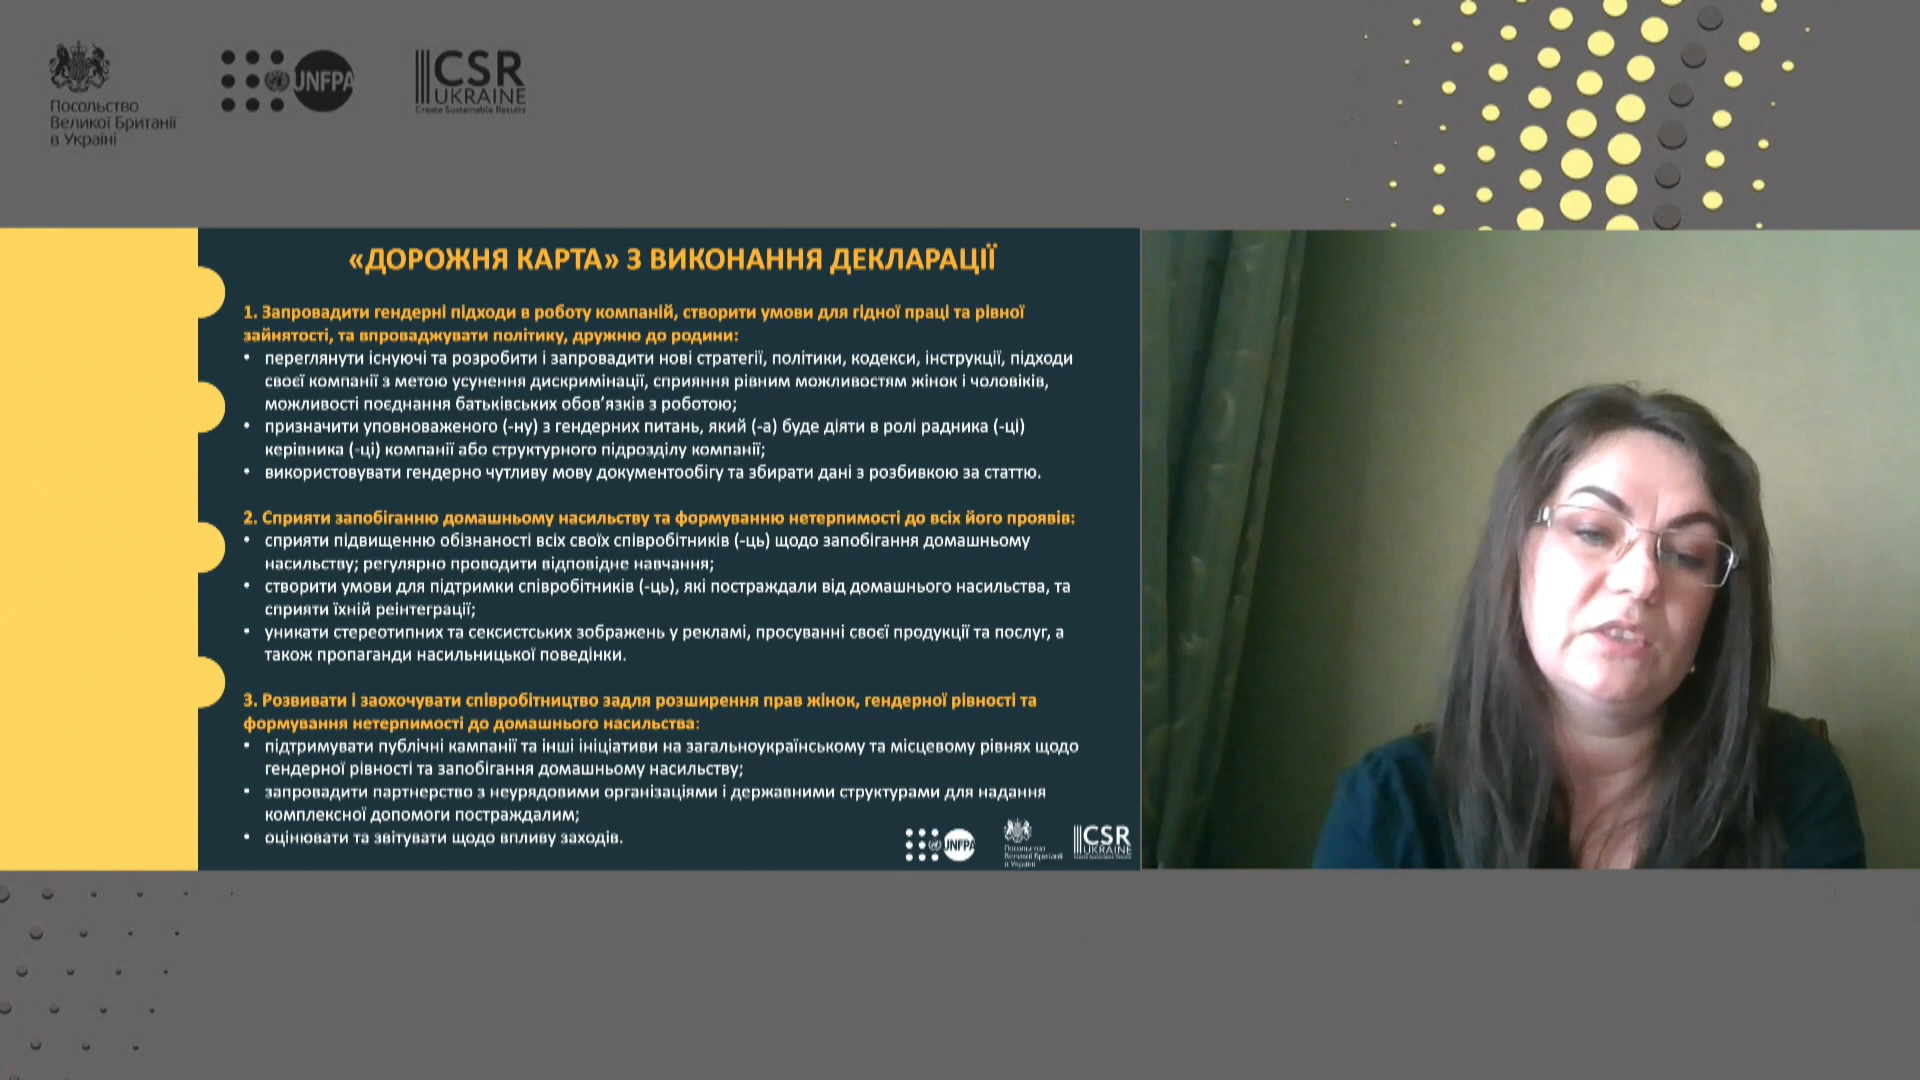 Посольство
Великої Британії
в Україні
UNFPA
CSR
UKRAINE
Create Sustainable Results
«ДОРОЖНЯ КАРТА» З ВИКОНАННЯ ДЕКЛАРАЦІЇ
1. Запровадити гендерні підходи в роботу компаній, створити умови для гідної праці та рівної
зайнятості, та впроваджувати політику, дружню до родини:
• переглянути існуючі та розробити і запровадити нові стратегії, політики, кодекси, інструкції, підходи
своєї компанії з метою усунення дискримінації, сприяння рівним можливостям жінок і чоловіків,
можливості поєднання батьківських обов’язків з роботою;
• призначити уповноваженого (-ну) з гендерних питань, який (-а) буде діяти в ролі радника (-ці)
керівника (-ці) компанії або структурного підрозділу компанії;
• використовувати гендерно чутливу мову документообігу та збирати дані з розбивкою за статтю.
2. Сприяти запобіганню домашньому насильству та формуванню нетерпимості до всіх його проявів:
• сприяти підвищенню обізнаності всіх своїх співробітників (-ць) щодо запобігання домашньому
насильству; регулярно проводити відповідне навчання;
• створити умови для підтримки співробітників (-ць), які постраждали від домашнього насильства, та
сприяти їхній реінтеграції;
• уникати стереотипних та сексистських зображень у рекламі, просуванні своєї продукції та послуг, а
також пропаганди насильницької поведінки.
3. Розвивати і заохочувати співробітництво задля розширення прав жінок, гендерної рівності та
формування нетерпимості до домашнього насильства:
• підтримувати публічні кампанії та інші ініціативи на загальноукраїнському та місцевому рівнях щодо
гендерної рівності та запобігання домашньому насильству;
• запровадити партнерство з неурядовими організаціями і державними структурами для надання
комплексної допомоги постраждалим;
• оцінювати та звітувати щодо впливу заходів.
UNFPA
Посольство
Великої Британії
в Україні
CSR
UKRAINE